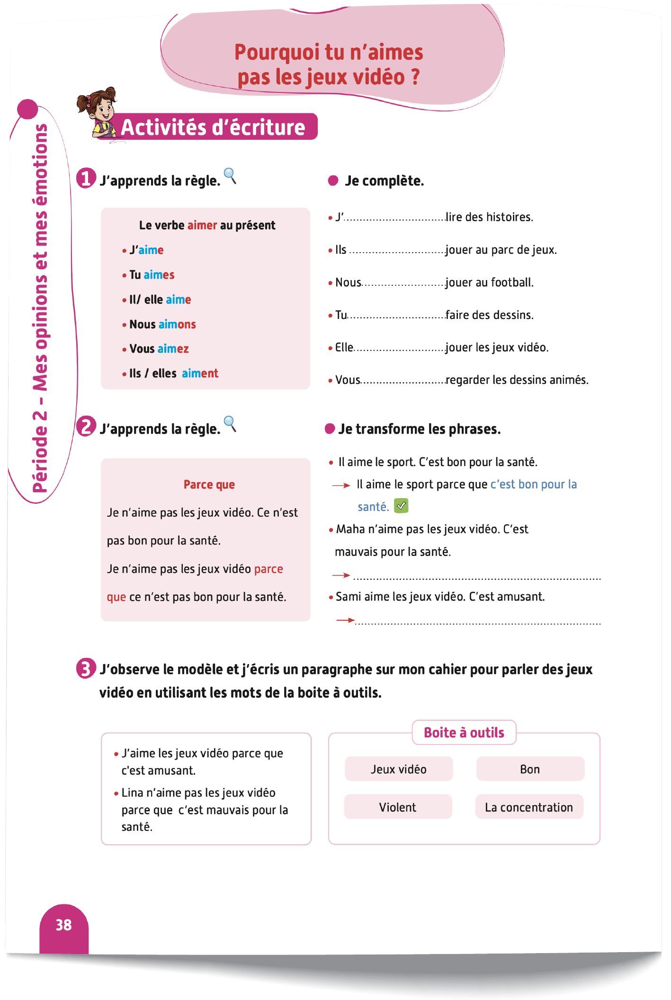 Pourquoi tu n'aimes
pas les jeux vidéo ?
Activités d'écriture
Période 2 - Mes opinions et mes émotions
1 J'apprends la règle.
Le verbe aimer au présent
• J'aime
• Tu aimes
• Il/ elle aime
• Nous aimons
• Vous aimez
• Ils / elles aiment
● Je complète.
• J'................................lire des histoires.
• Ils ..............................jouer au parc de jeux.
• Nous..........................jouer au football.
• Tu...............................faire des dessins.
• Elle.............................jouer les jeux vidéo.
• Vous...........................regarder les dessins animés.
2 J'apprends la règle.
Parce que
Je n'aime pas les jeux vidéo. Ce n'est
pas bon pour la santé.
Je n'aime pas les jeux vidéo parce
que ce n'est pas bon pour la santé.
● Je transforme les phrases.
• Il aime le sport. C'est bon pour la santé.
→ Il aime le sport parce que c'est bon pour la
santé. ✓
• Maha n'aime pas les jeux vidéo. C'est
mauvais pour la santé.
→ ..............................................................................
• Sami aime les jeux vidéo. C'est amusant.
→..............................................................................
3 J'observe le modèle et j'écris un paragraphe sur mon cahier pour parler des jeux
vidéo en utilisant les mots de la boite à outils.
• J'aime les jeux vidéo parce que
c'est amusant.
• Lina n'aime pas les jeux vidéo
parce que c'est mauvais pour la
santé.
Boite à outils
Jeux vidéo
Bon
Violent
La concentration
38